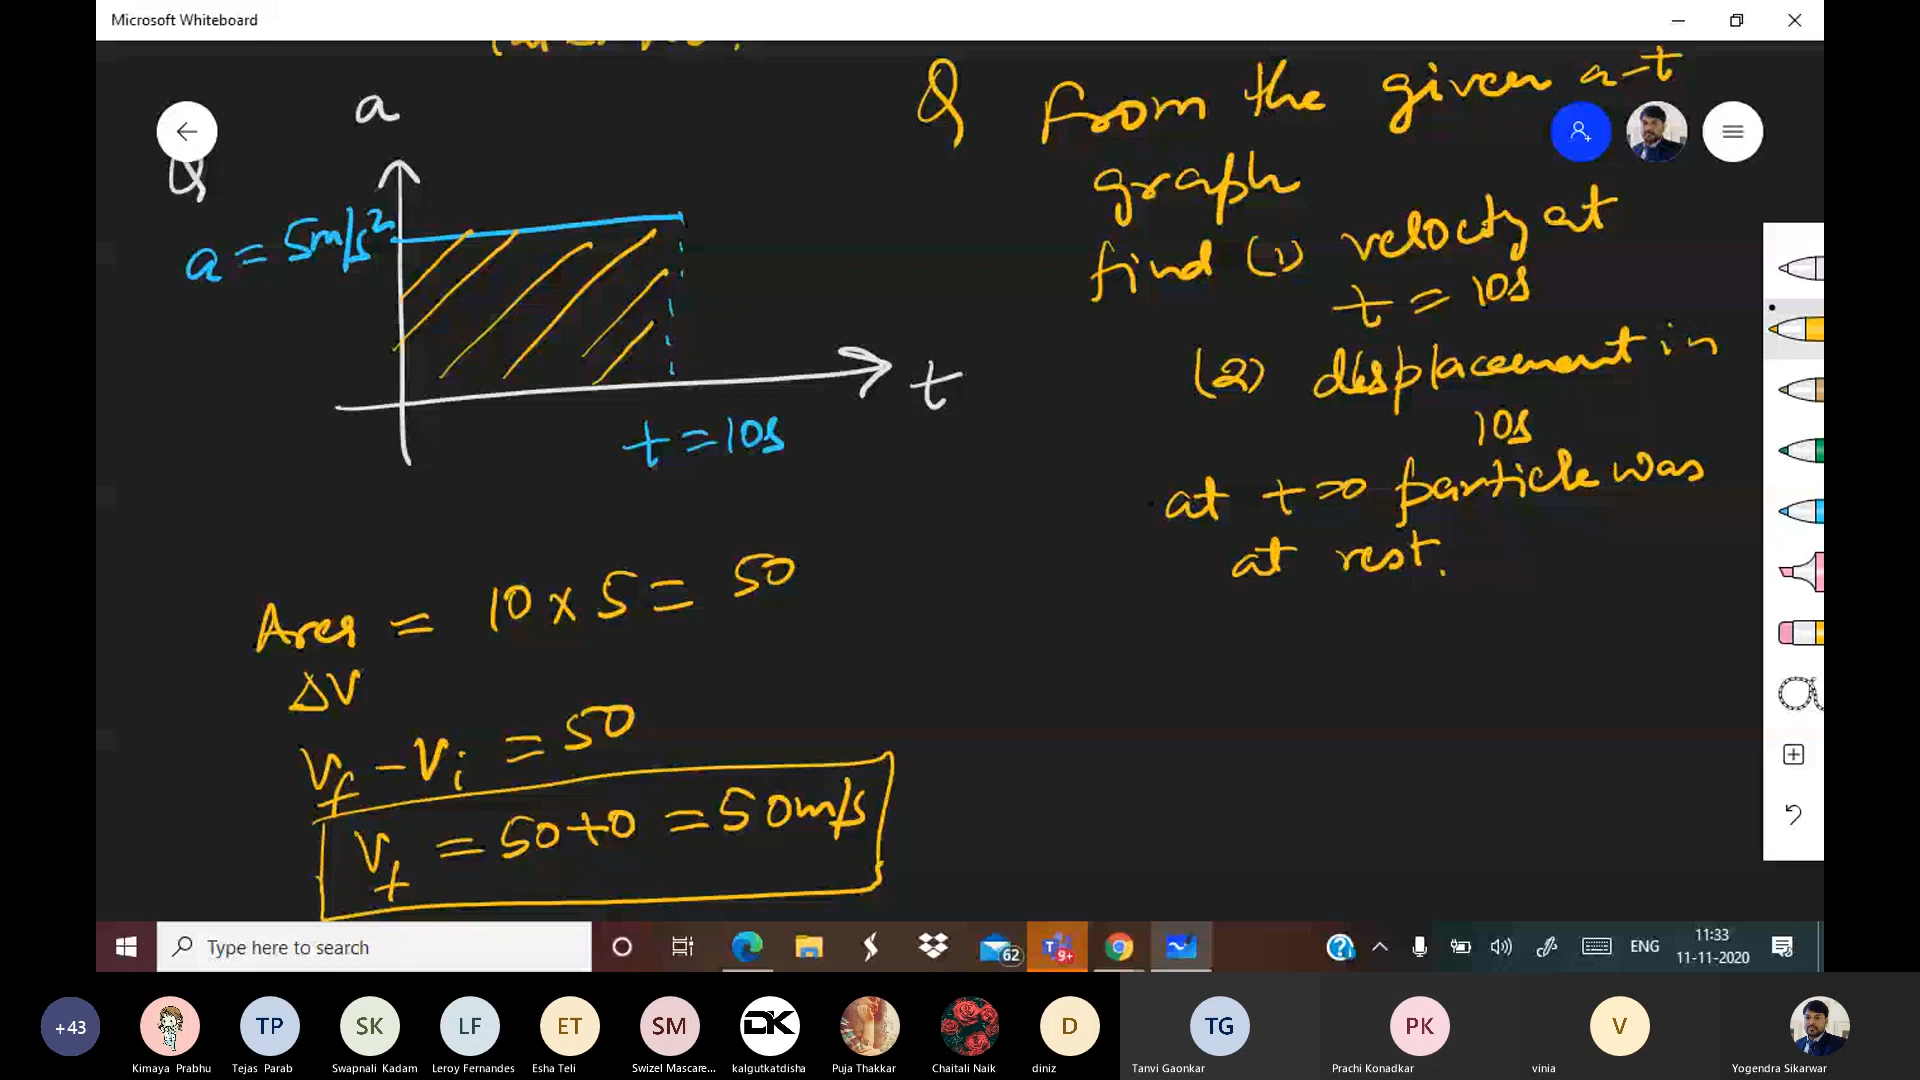 Microsoft Whiteboard
a
Q
a = 5m/s²
t
t = 10s
Q from the given a-t
graph
find (1) velocity at
t = 10s
(2) displacement in
10s
at t=0 particle was
at rest.
Area = 10 x 5 = 50
ΔV
Vf - Vi = 50
Vf = 50+0 = 50m/s
Type here to search
62
9+
ENG
11:33
11-11-2020
+43
TP
SK
LF
ET
SM
DK
D
TG
PK
V
Kimaya Prabhu
Tejas Parab
Swapnali Kadam
Leroy Fernandes
Esha Teli
Swizel Mascare...
kalgutkatdisha
Puja Thakkar
Chaitali Naik
diniz
Tanvi Gaonkar
Prachi Konadkar
vinia
Yogendra Sikarwar